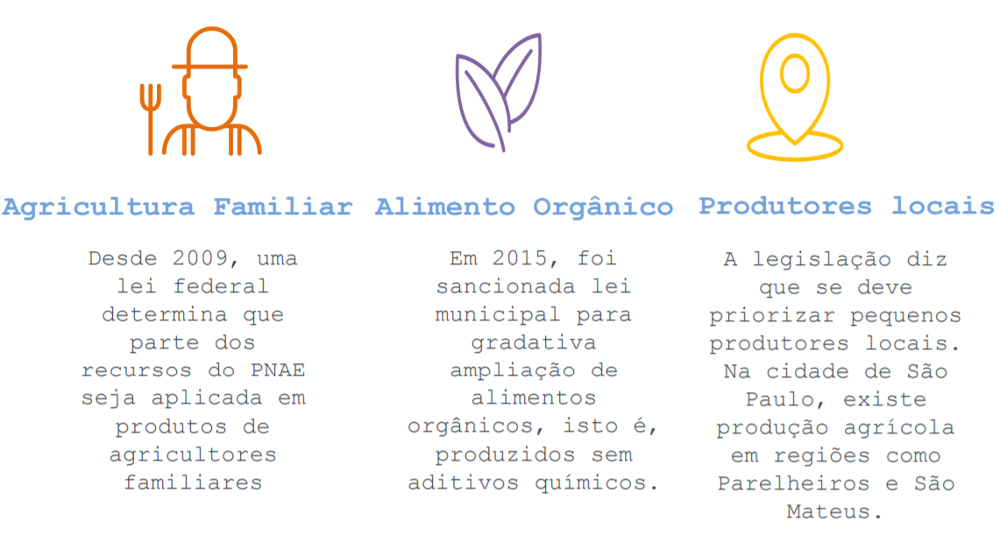 Agricultura Familiar
Desde 2009, uma
lei federal
determina que
parte dos
recursos do PNAE
seja aplicada em
produtos de
agricultores
familiares
Alimento Orgânico
Em 2015, foi
sancionada lei
municipal para
gradativa
ampliação de
alimentos
orgânicos, isto é,
produzidos sem
aditivos químicos.
Produtores locais
A legislação diz
que se deve
priorizar pequenos
produtores locais.
Na cidade de São
Paulo, existe
produção agrícola
em regiões como
Parelheiros e São
Mateus.